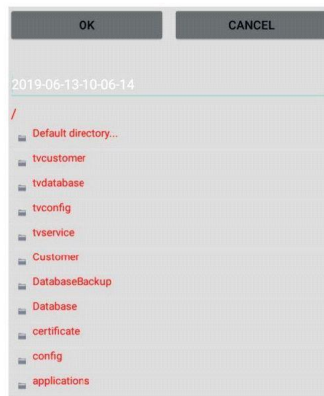 OK CANCEL
2019-06-13-10-06-14
/
Default directory...
tvcustomer
tvdatabase
tvconfig
tvservice
Customer
DatabaseBackup
Database
certificate
config
applications